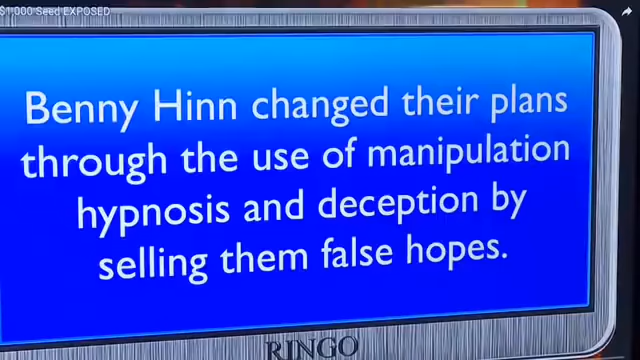 $1,000 Seed EXPOSED
Benny Hinn changed their plans
through the use of manipulation
hypnosis and deception by
selling them false hopes.
RINGO